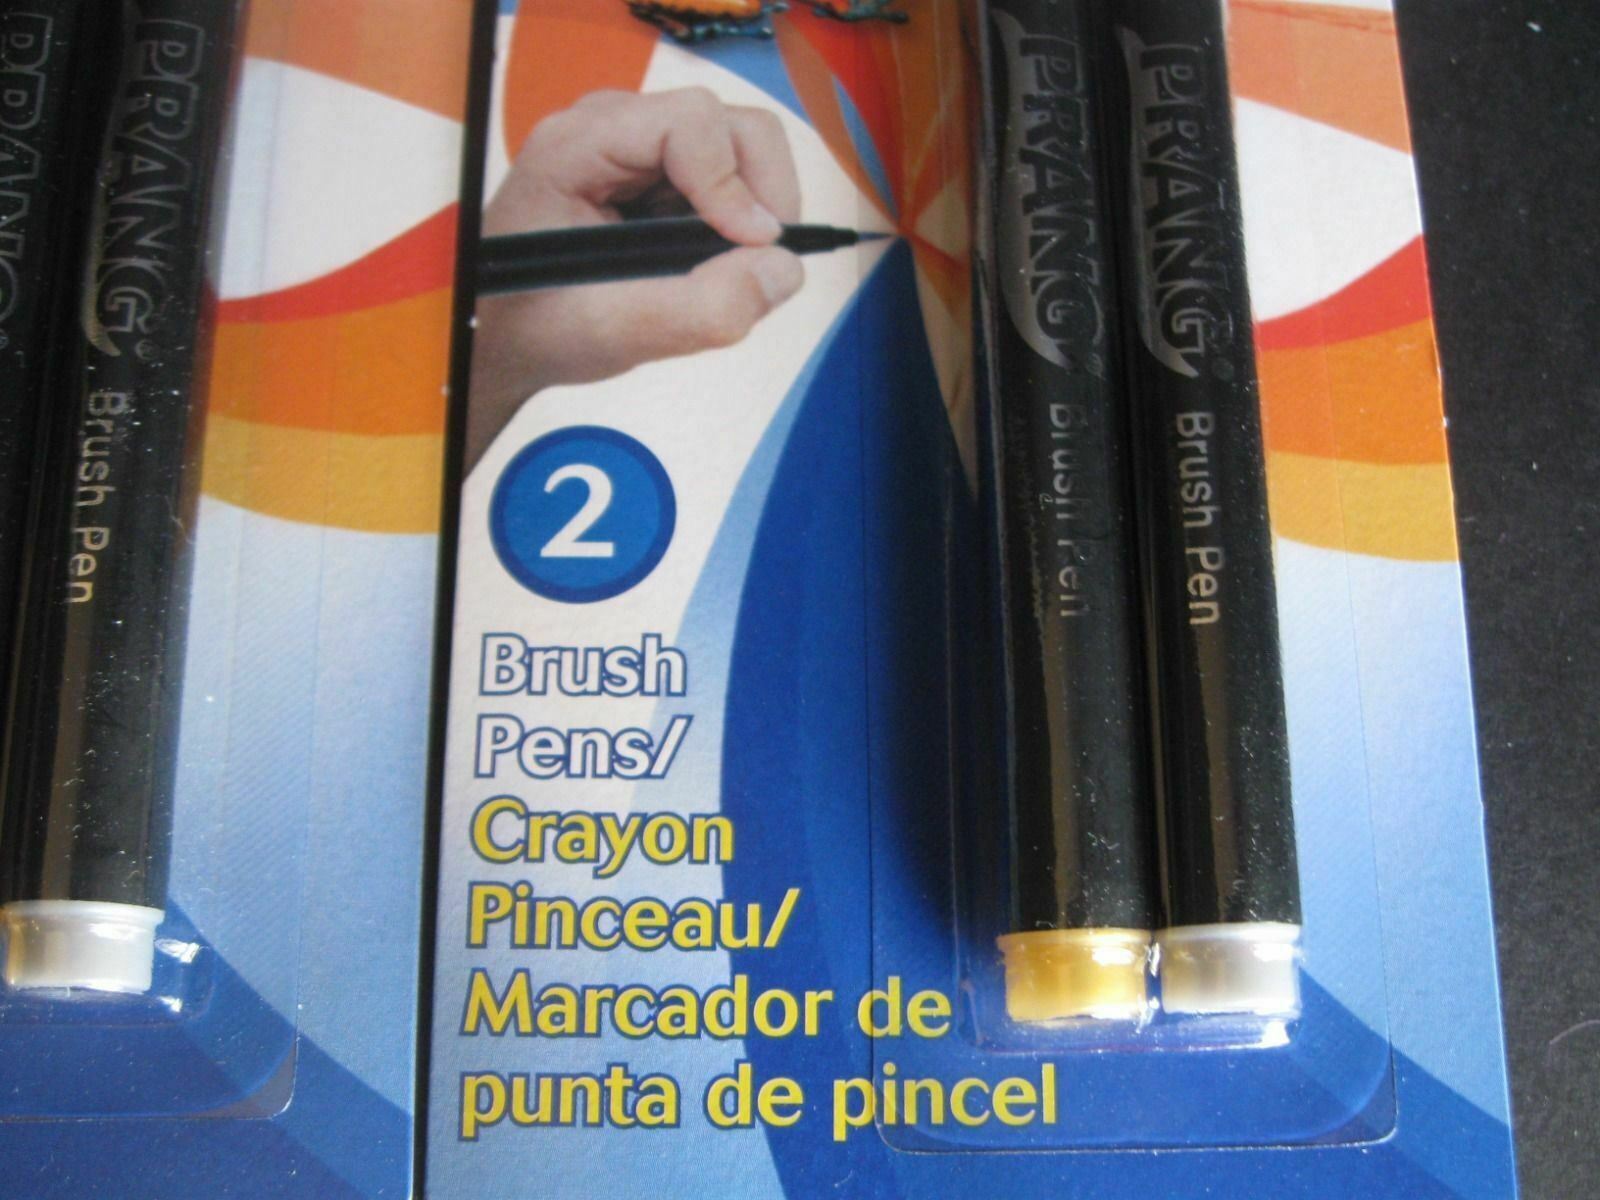 PRANG®
PRANG®
Brush Pen
2
Brush
Pens/
Crayon
Pinceau/
Marcador de
punta de pincel
PRANG®
Brush Pen
PRANG®
Brush Pen